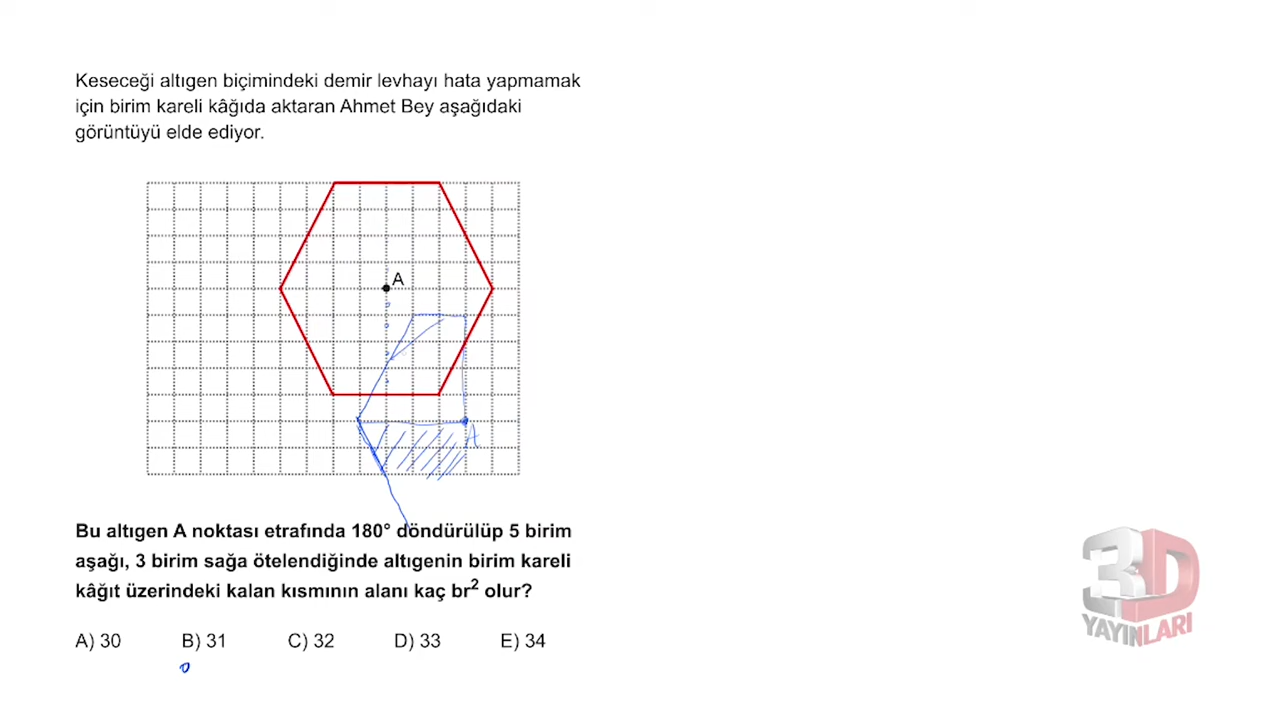 Keseceği altıgen biçimindeki demir levhayı hata yapmamak
için birim kareli kâğıda aktaran Ahmet Bey aşağıdaki
görüntüyü elde ediyor.
A
A
Bu altıgen A noktası etrafında 180° döndürülüp 5 birim
aşağı, 3 birim sağa ötelendiğinde altıgenin birim kareli
kâğıt üzerindeki kalan kısmının alanı kaç br² olur?
A) 30 B) 31 C) 32 D) 33 E) 34
3D
YAYINLARI